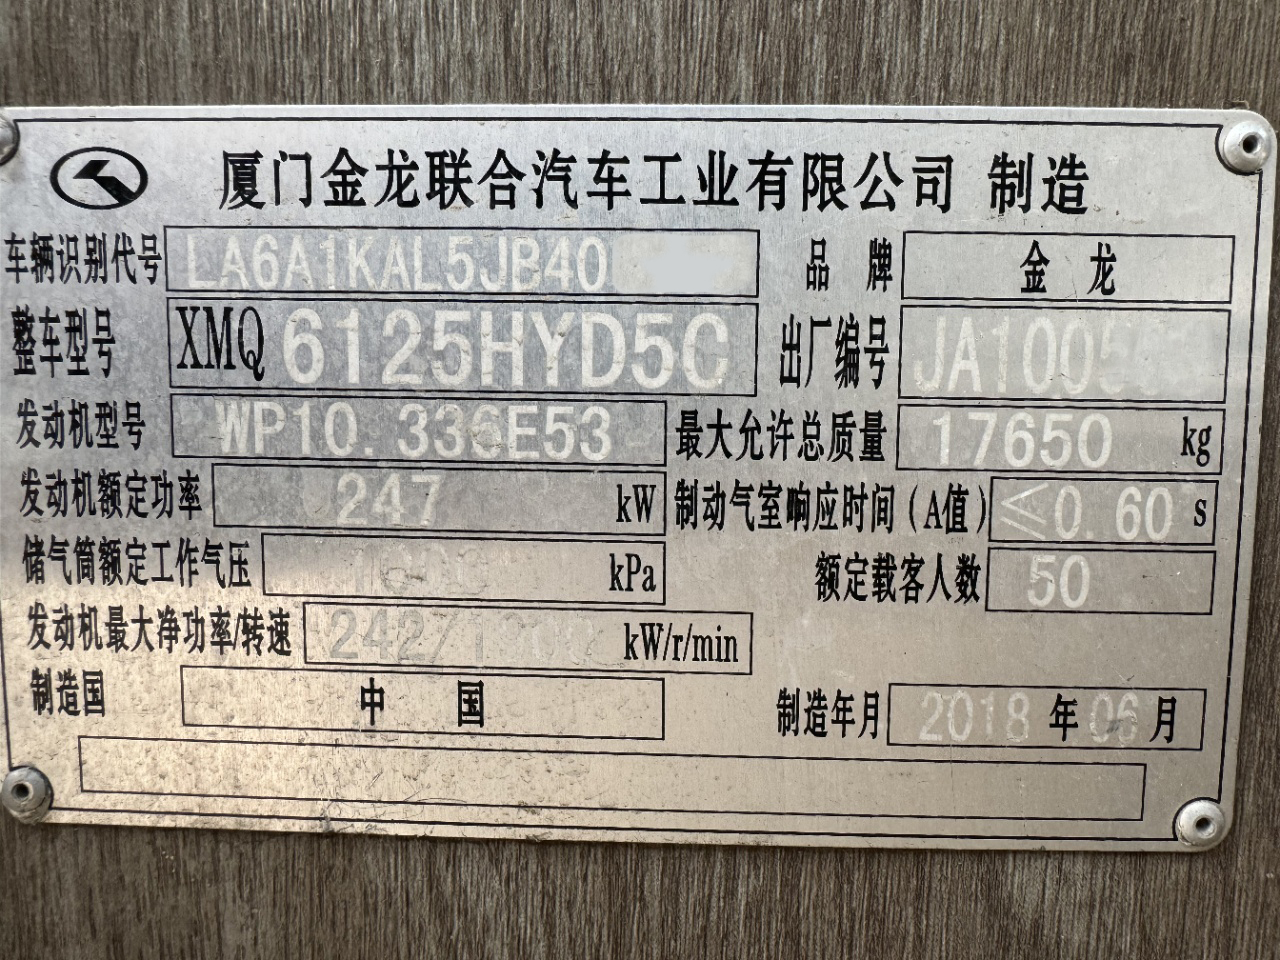 厦门金龙联合汽车工业有限公司 制造
车辆识别代号 LA6A1KAL5JB40 品牌 金龙
整车型号 XMQ 6125HYD5C 出厂编号 JA1005
发动机型号 WP10.336E53 最大允许总质量 17650 kg
发动机额定功率 247 kW 制动气室响应时间（A值） ≤0.60 s
储气筒额定工作气压 kPa 额定载客人数 50
发动机最大净功率/转速 242/ kW/r/min
制造国 中国 制造年月 2018 年 06 月